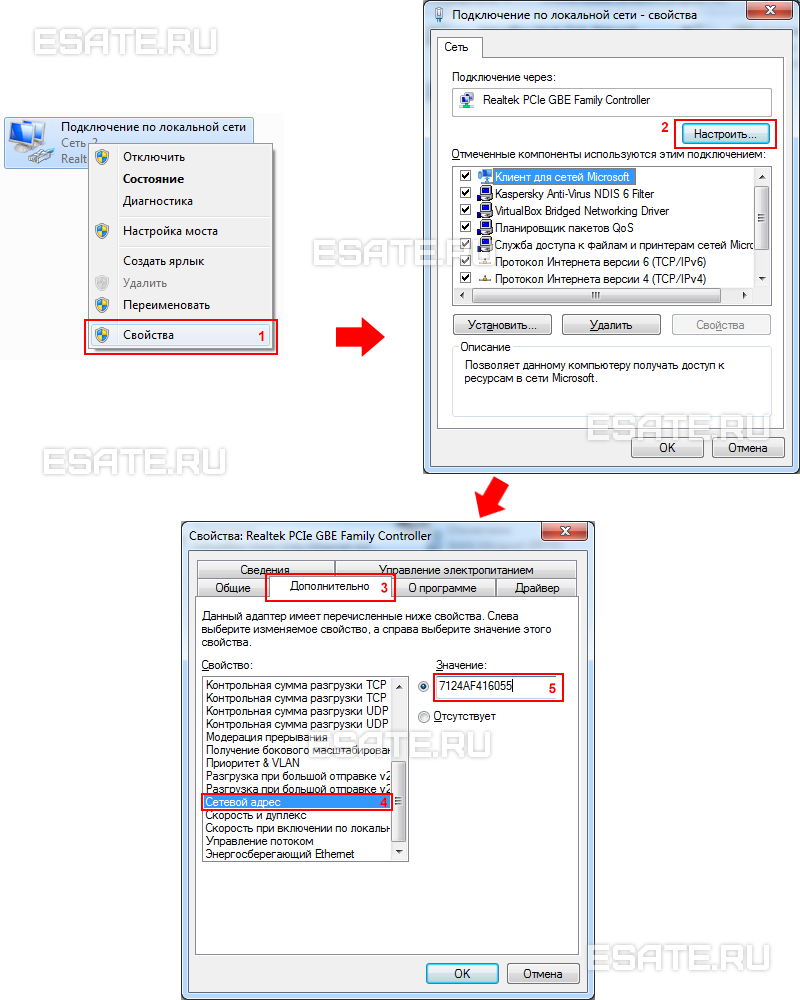 ESATE.RU
Подключение по локальной сети
Сеть 2
Realt
Отключить
Состояние
Диагностика
Настройка моста
Создать ярлык
Удалить
Переименовать
Свойства 1
Подключение по локальной сети - свойства
Сеть
Подключение через:
Realtek PCIe GBE Family Controller
2 Настроить...
Отмеченные компоненты используются этим подключением:
Клиент для сетей Microsoft
Kaspersky Anti-Virus NDIS 6 Filter
VirtualBox Bridged Networking Driver
Планировщик пакетов QoS
ESATE.RU
Служба доступа к файлам и принтерам сетей Micro
Протокол Интернета версии 6 (TCP/IPv6)
Протокол Интернета версии 4 (TCP/IPv4)
Установить... Удалить Свойства
Описание
Позволяет данному компьютеру получать доступ к
ресурсам в сети Microsoft.
ESATE.RU
OK Отмена
ESATE.RU
Свойства: Realtek PCIe GBE Family Controller
Сведения Управление электропитанием
Общие Дополнительно 3 О программе Драйвер
Данный адаптер имеет перечисленные ниже свойства. Слева
выберите изменяемое свойство, а справа выберите значение этого
свойства.
Свойство: Значение:
Контрольная сумма разгрузки TCP
Контрольная сумма разгрузки TCP
Контрольная сумма разгрузки UDP
Контрольная сумма разгрузки UDP
Модерация прерывания
Получение бокового масштабирован
Приоритет & VLAN
Разгрузка при большой отправке v2
Разгрузка при большой отправке v2
Сетевой адрес 4
Скорость и дуплекс
Скорость при включении по локальн
Управление потоком
Энергосберегающий Ethernet
7124AF416055 5
Отсутствует
ESATE.RU
ESATE.RU
OK Отмена